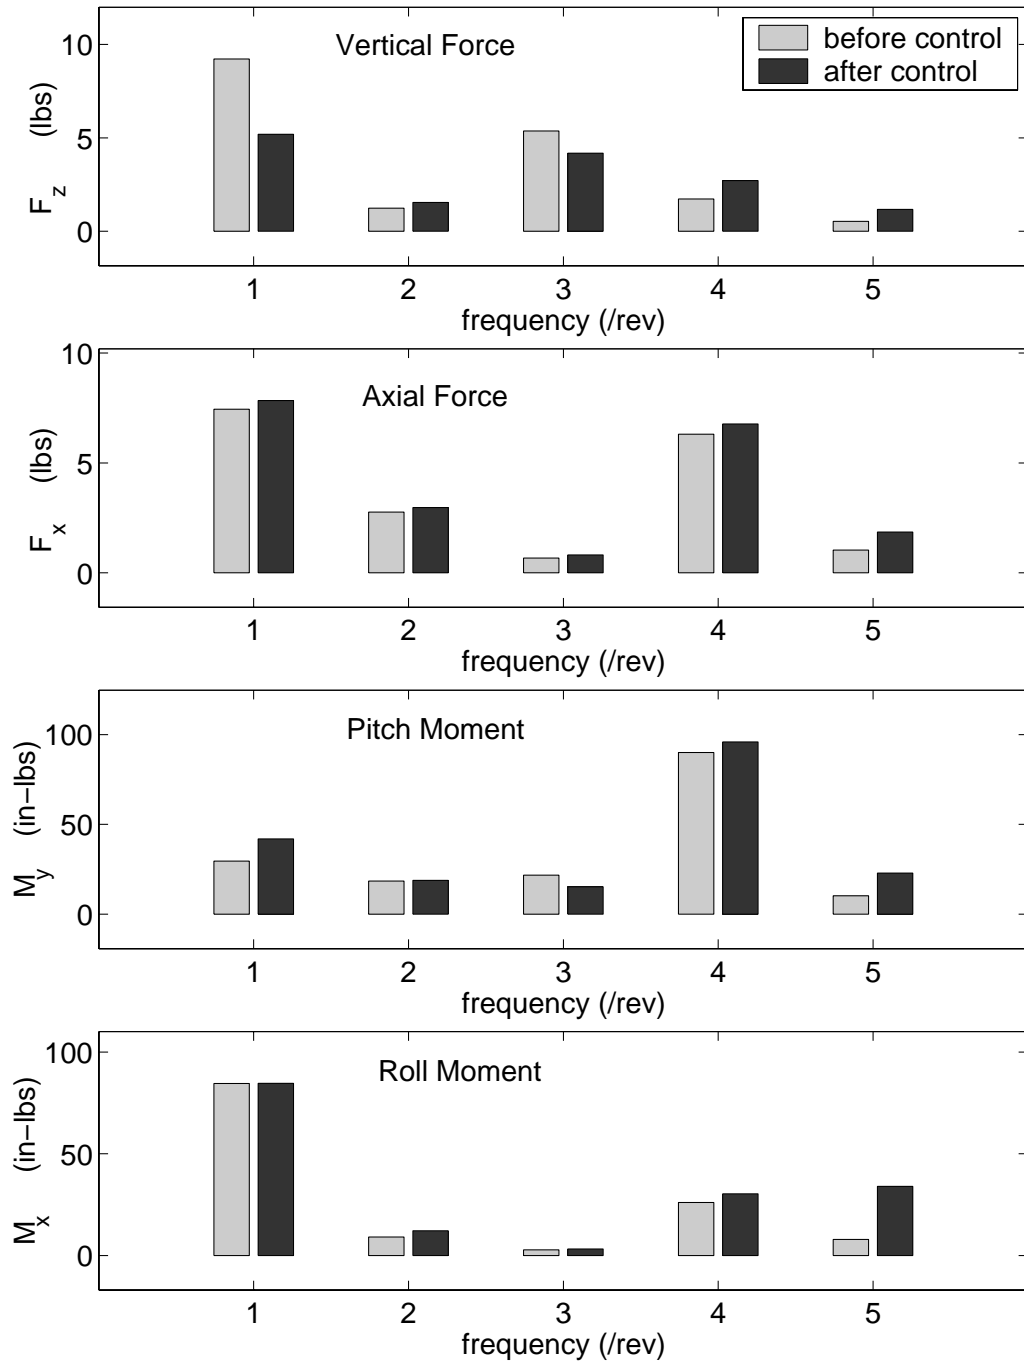 Vertical Force
before control
after control
10
5
0
F_z (lbs)
1 2 3 4 5
frequency (/rev)
Axial Force
10
5
0
F_x (lbs)
1 2 3 4 5
frequency (/rev)
Pitch Moment
100
50
0
M_y (in−lbs)
1 2 3 4 5
frequency (/rev)
Roll Moment
100
50
0
M_x (in−lbs)
1 2 3 4 5
frequency (/rev)